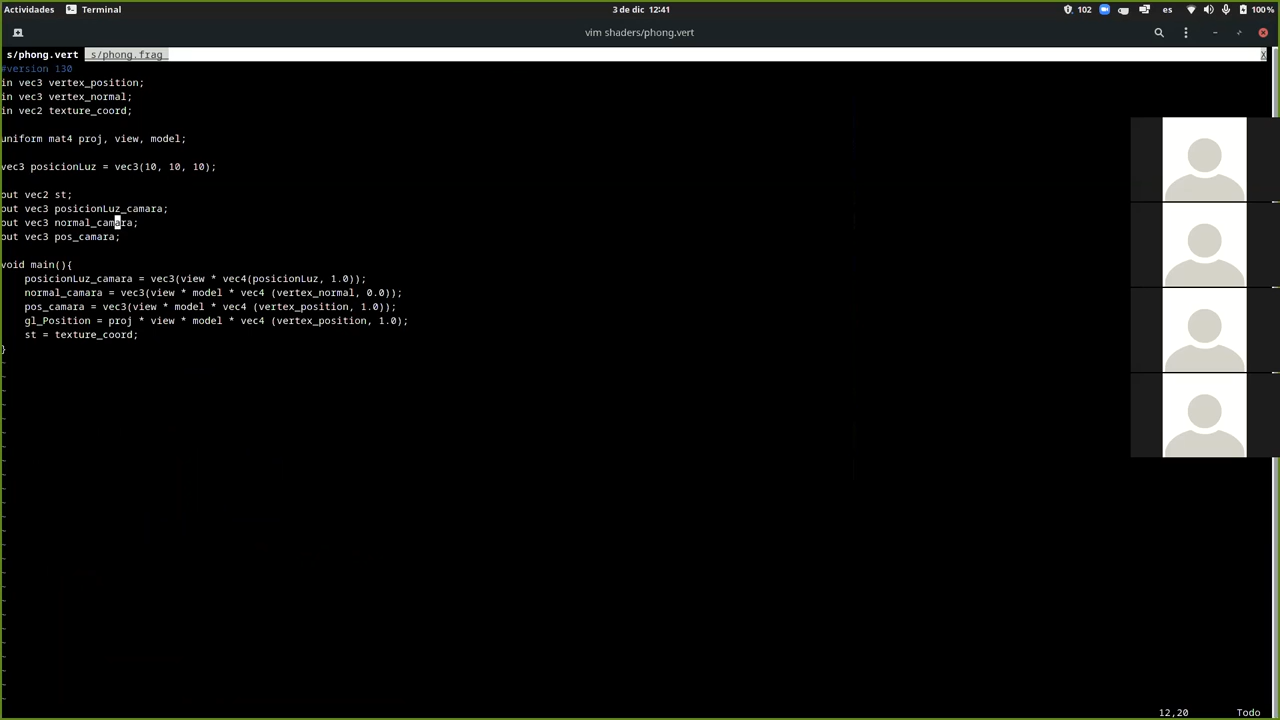 Actividades
Terminal
3 de dic 12:41
102
es
100 %
vim shaders/phong.vert
s/phong.vert s/phong.frag
X
#version 130
in vec3 vertex_position;
in vec3 vertex_normal;
in vec2 texture_coord;
uniform mat4 proj, view, model;
vec3 posicionLuz = vec3(10, 10, 10);
out vec2 st;
out vec3 posicionLuz_camara;
out vec3 normal_camara;
out vec3 pos_camara;
void main(){
posicionLuz_camara = vec3(view * vec4(posicionLuz, 1.0));
normal_camara = vec3(view * model * vec4 (vertex_normal, 0.0));
pos_camara = vec3(view * model * vec4 (vertex_position, 1.0));
gl_Position = proj * view * model * vec4 (vertex_position, 1.0);
st = texture_coord;
}
12,20
Todo